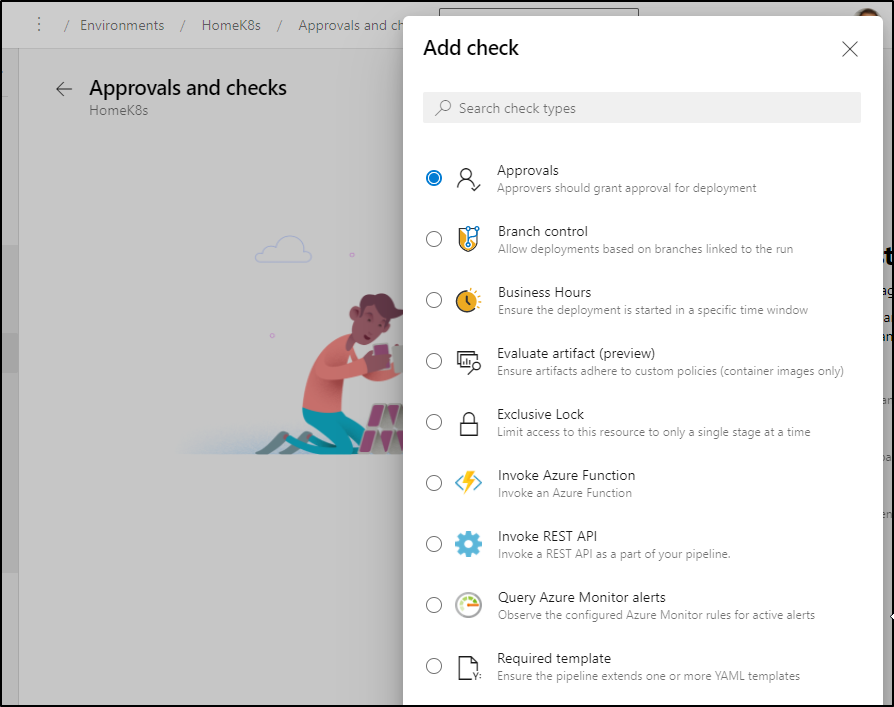 / Environments / HomeK8s / Approvals and ch
Add check
Approvals and checks
HomeK8s
Search check types
Approvals
Approvers should grant approval for deployment
Branch control
Allow deployments based on branches linked to the run
Business Hours
Ensure the deployment is started in a specific time window
Evaluate artifact (preview)
Ensure artifacts adhere to custom policies (container images only)
Exclusive Lock
Limit access to this resource to only a single stage at a time
Invoke Azure Function
Invoke an Azure Function
Invoke REST API
Invoke a REST API as a part of your pipeline.
Query Azure Monitor alerts
Observe the configured Azure Monitor rules for active alerts
Required template
Ensure the pipeline extends one or more YAML templates